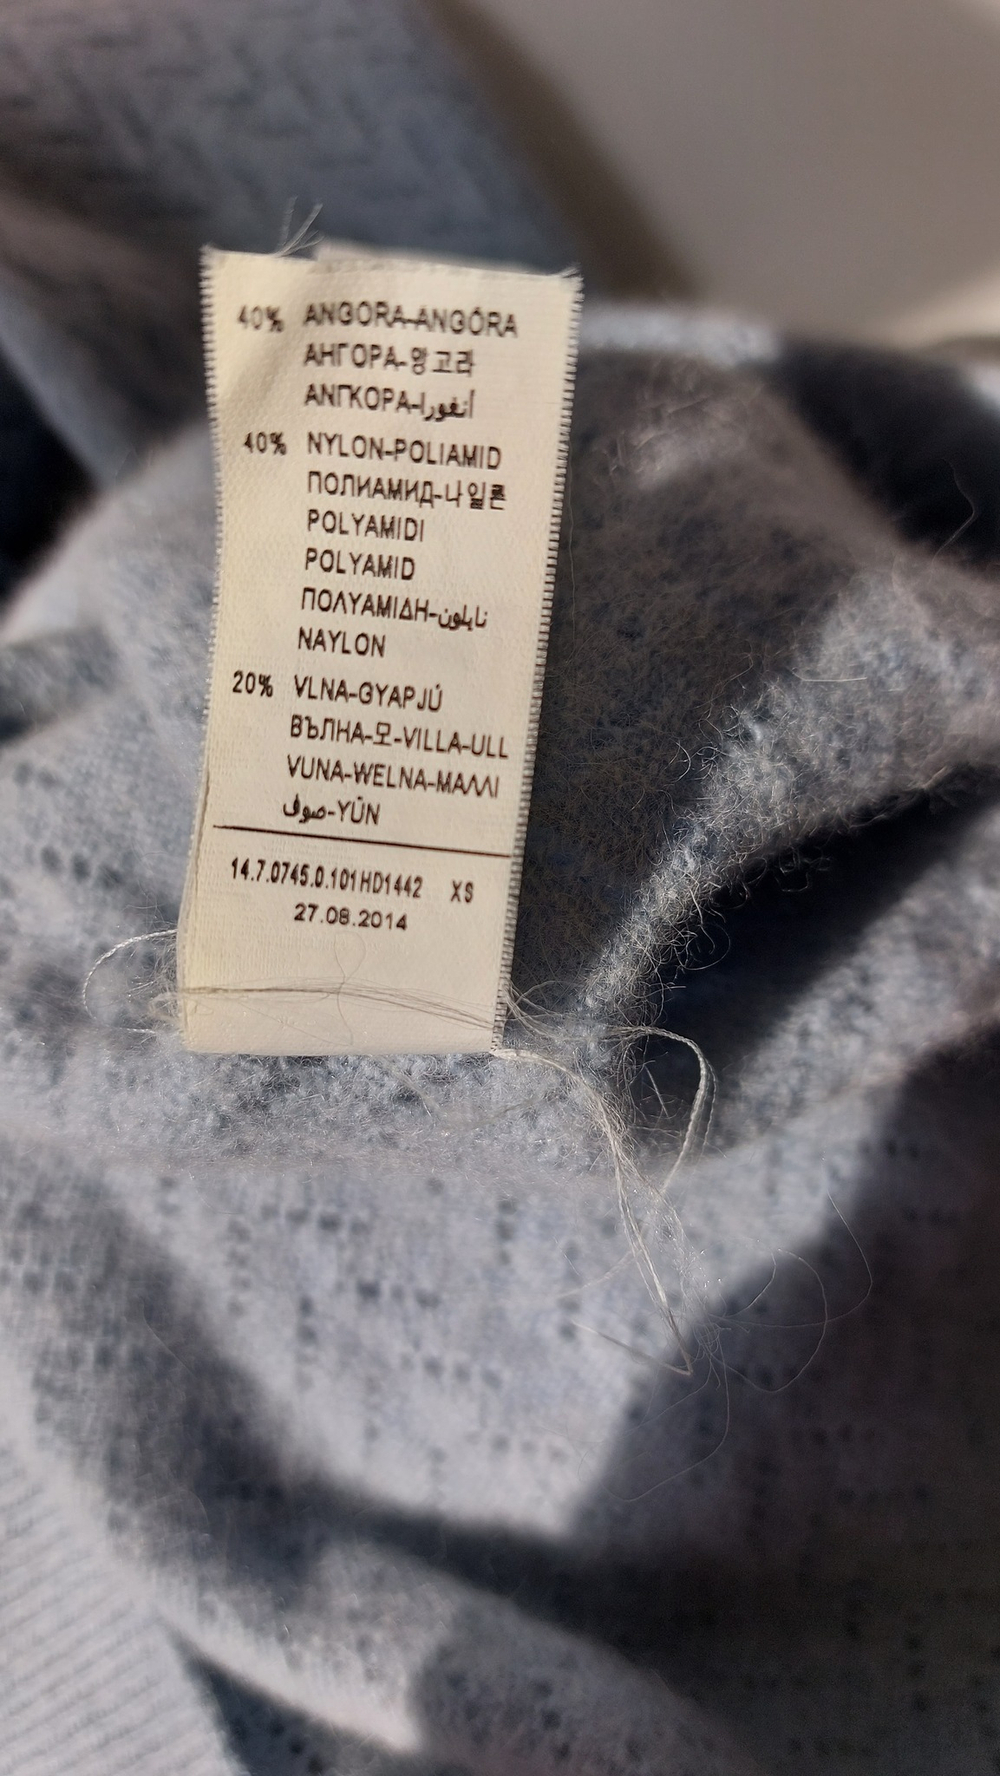 40% ANGORA-ANGÓRA
АНГОРА-앙고라
ΑΝΓΚΟΡΑ-أنغورا
40% NYLON-POLIAMID
ПОЛИАМИД-나일론
POLYAMIDI
POLYAMID
ΠΟΛΥΑΜΙΔΗ-نايلون
NAYLON
20% VLNA-GYAPJÚ
ВЪЛНА-모-VILLA-ULL
VUNA-WELNA-ΜΑΛΛΙ
صوف-YÜN
14.7.0745.0.101HD1442 XS
27.08.2014